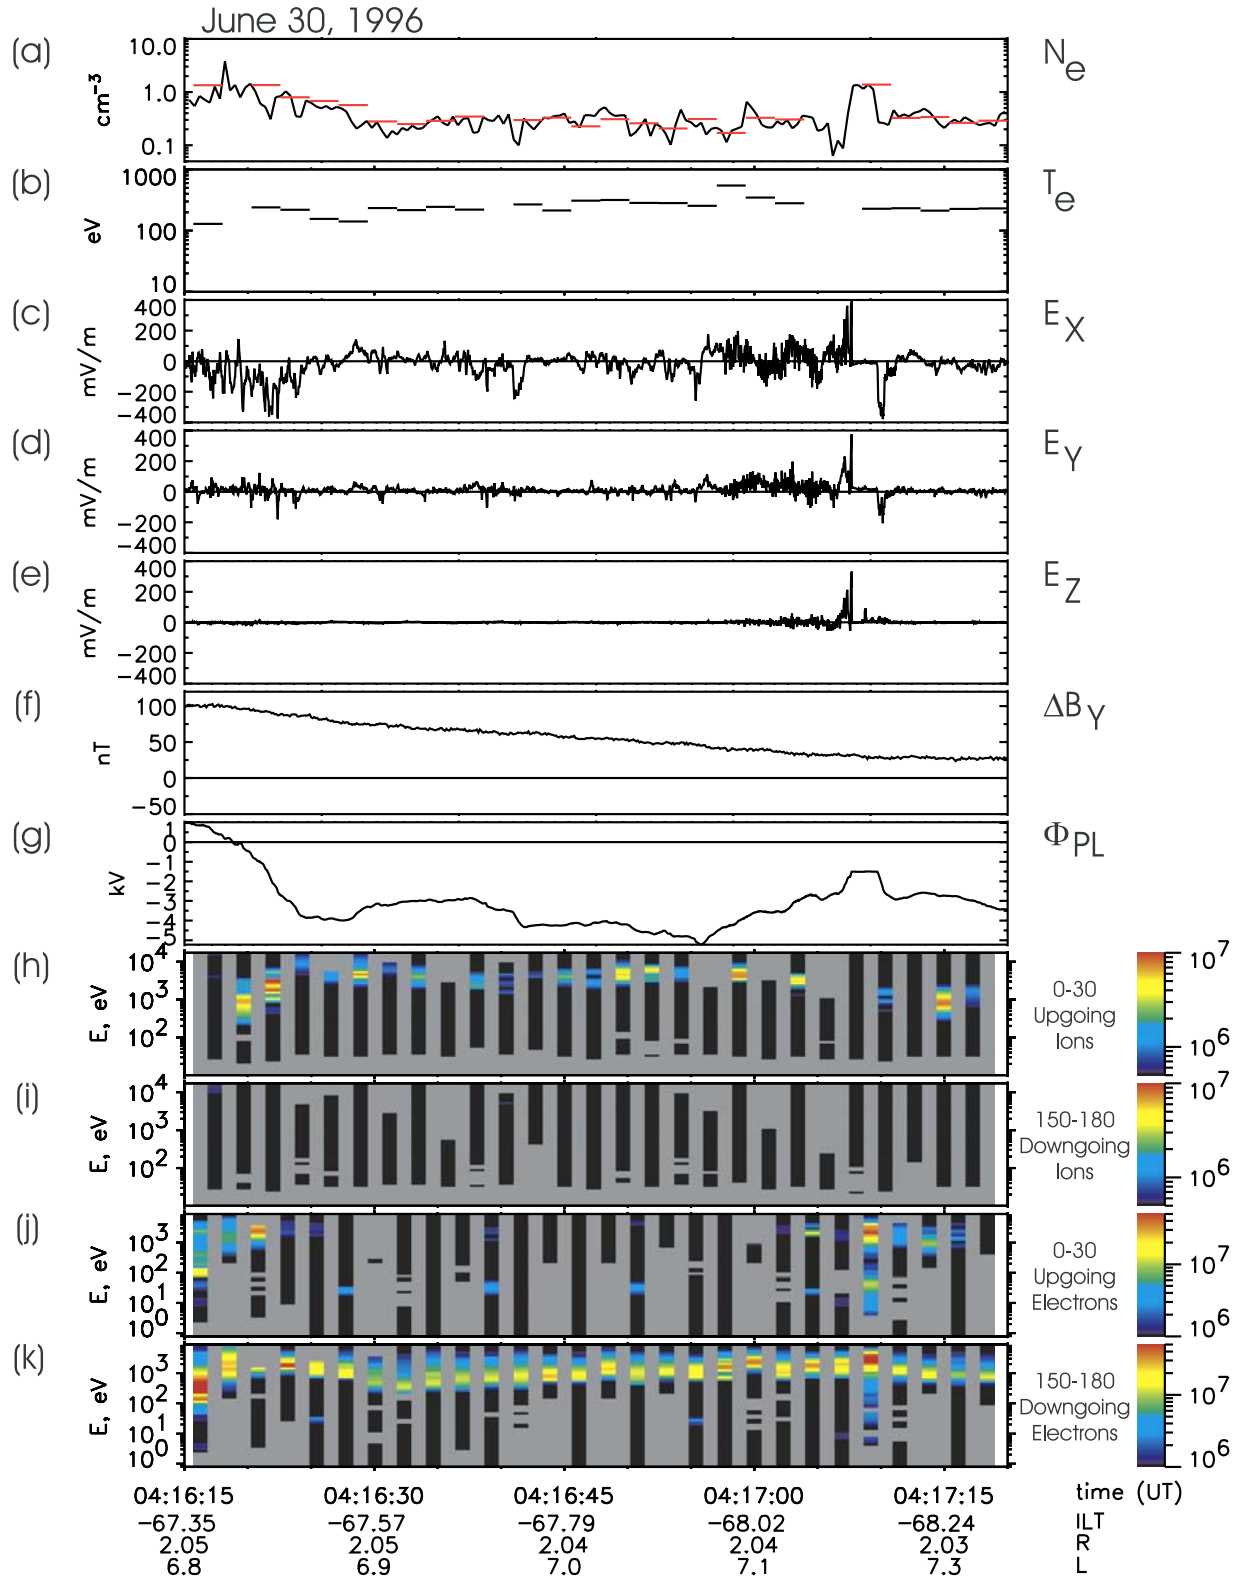 June 30, 1996
(a)
10.0
1.0
0.1
cm⁻³
Nₑ
(b)
1000
100
10
eV
Tₑ
(c)
400
200
0
−200
−400
mV/m
E_X
(d)
400
200
0
−200
−400
mV/m
E_Y
(e)
400
200
0
−200
−400
mV/m
E_Z
(f)
100
50
0
−50
nT
ΔB_Y
(g)
1
0
−1
−2
−3
−4
−5
kV
Φ_PL
(h)
10⁴
10³
10²
E, eV
0-30
Upgoing
Ions
10⁷
10⁶
(i)
10⁴
10³
10²
E, eV
150-180
Downgoing
Ions
10⁷
10⁶
(j)
10³
10²
10¹
10⁰
E, eV
0-30
Upgoing
Electrons
10⁷
10⁶
(k)
10³
10²
10¹
10⁰
E, eV
150-180
Downgoing
Electrons
10⁷
10⁶
04:16:15 04:16:30 04:16:45 04:17:00 04:17:15 time (UT)
−67.35 −67.57 −67.79 −68.02 −68.24 ILT
2.05 2.05 2.04 2.04 2.03 R
6.8 6.9 7.0 7.1 7.3 L